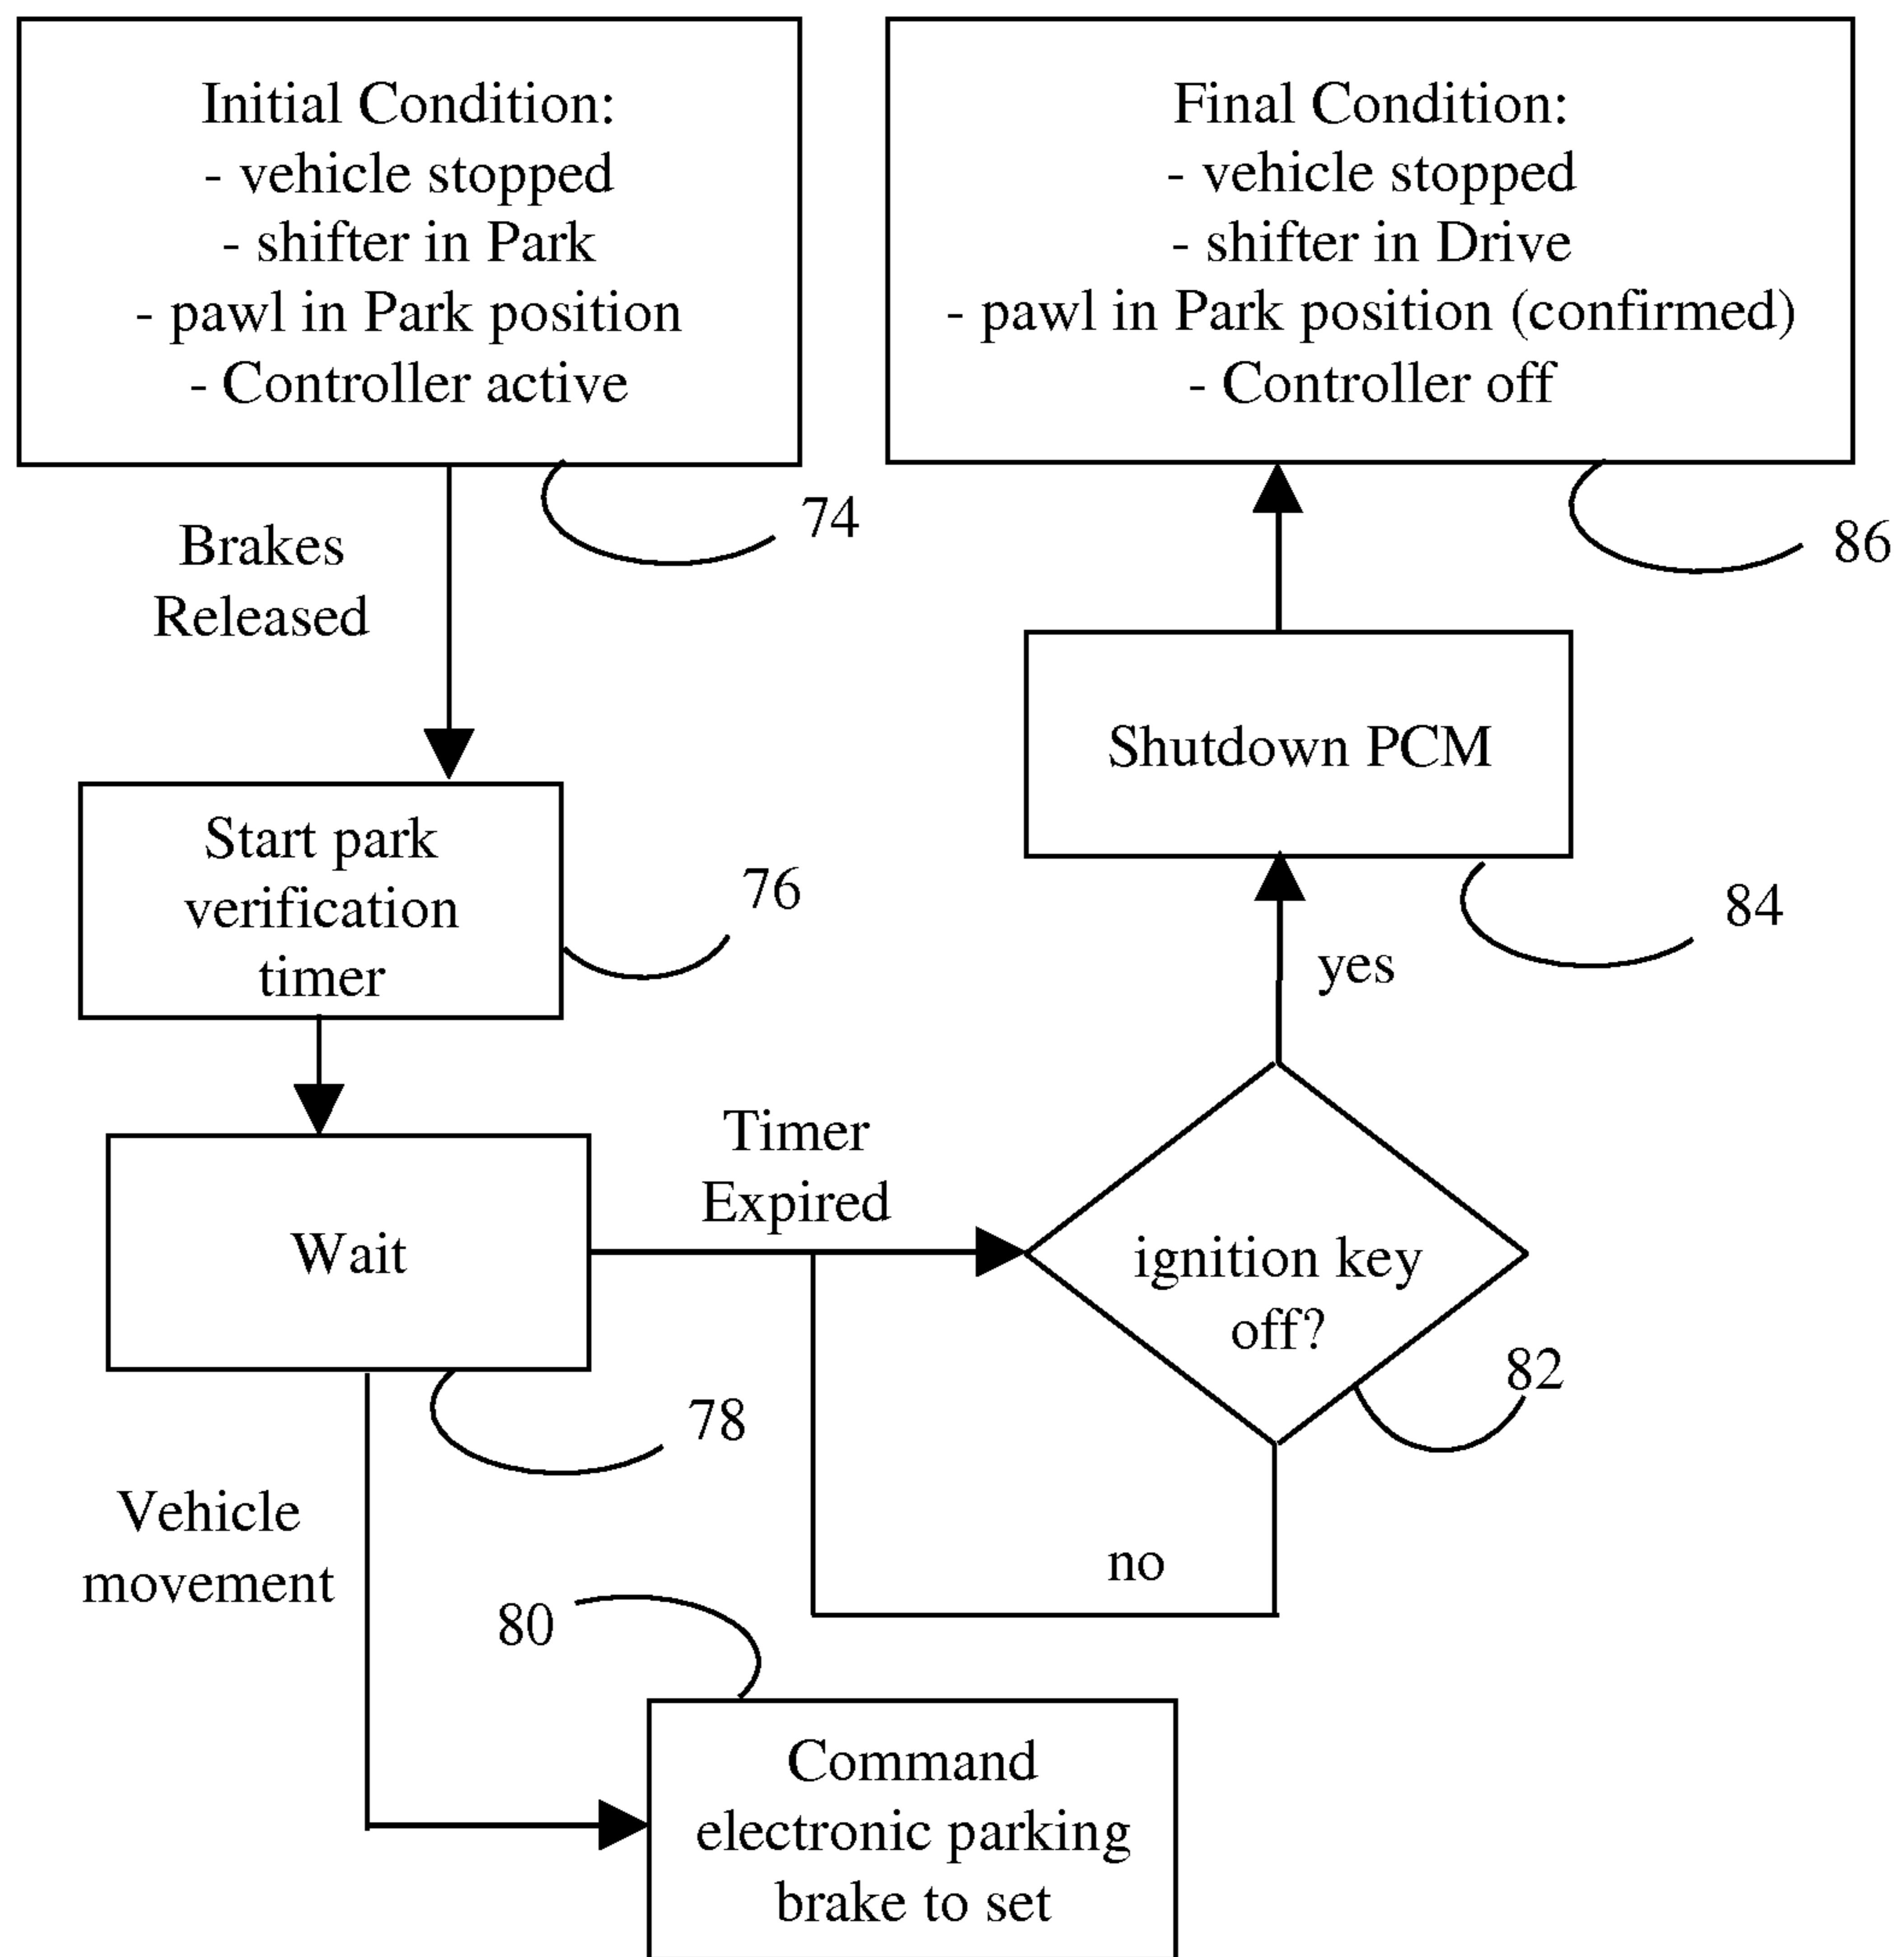 Initial Condition:
- vehicle stopped
- shifter in Park
- pawl in Park position
- Controller active
74
Final Condition:
- vehicle stopped
- shifter in Drive
- pawl in Park position (confirmed)
- Controller off
86
Brakes
Released
Start park
verification
timer
76
Shutdown PCM
84
yes
Wait
78
Timer
Expired
ignition key
off?
82
no
Vehicle
movement
80
Command
electronic parking
brake to set